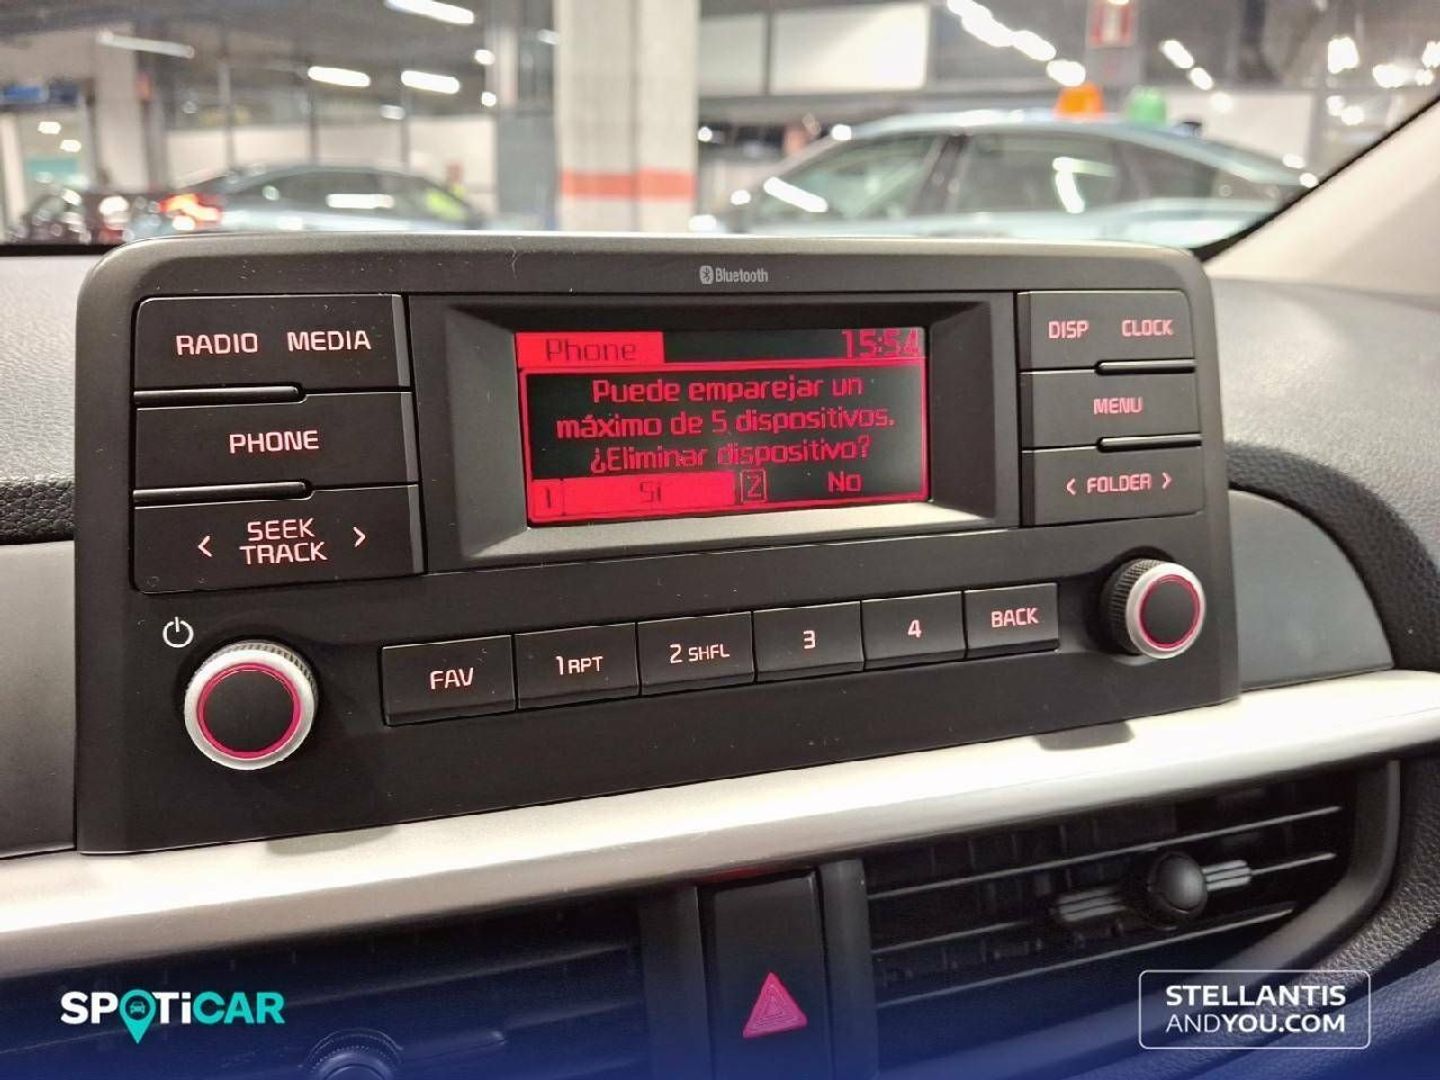 Bluetooth
RADIO MEDIA
PHONE
< SEEK TRACK >
Phone 15:54
Puede emparejar un
máximo de 5 dispositivos.
¿Eliminar dispositivo?
1 Sí 2 No
DISP CLOCK
MENU
< FOLDER >
FAV 1 RPT 2 SHFL 3 4 BACK
SPOTiCAR
STELLANTIS
ANDYOU.COM